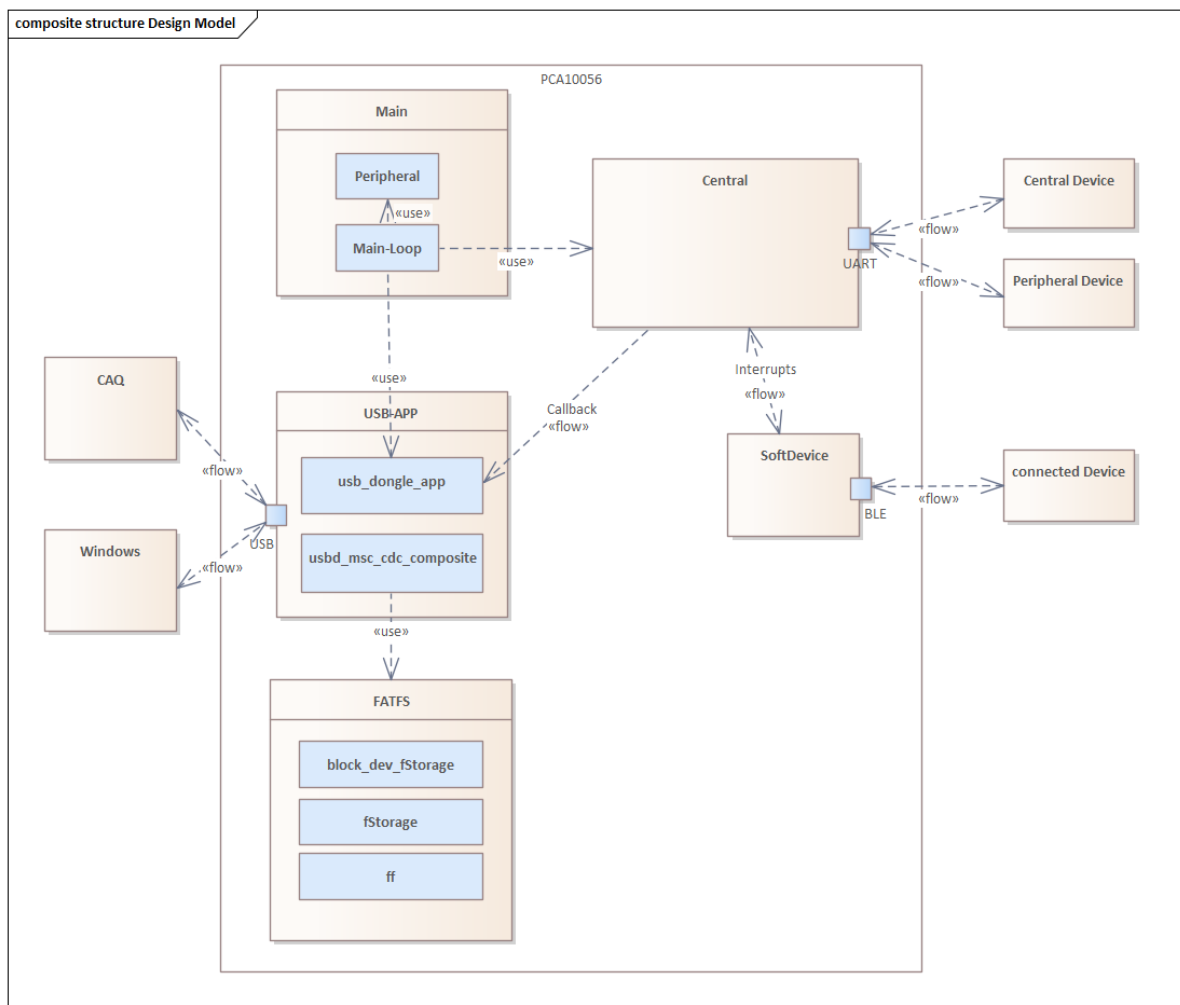 composite structure Design Model
PCA10056
Main
Peripheral
«use»
Main-Loop
«use»
Central
UART
Central Device
«flow»
Peripheral Device
«flow»
«use»
Interrupts
«flow»
Callback
«flow»
CAQ
«flow»
Windows
«flow»
USB
USB-APP
usb_dongle_app
usbd_msc_cdc_composite
SoftDevice
BLE
«flow»
connected Device
«use»
FATFS
block_dev_fStorage
fStorage
ff